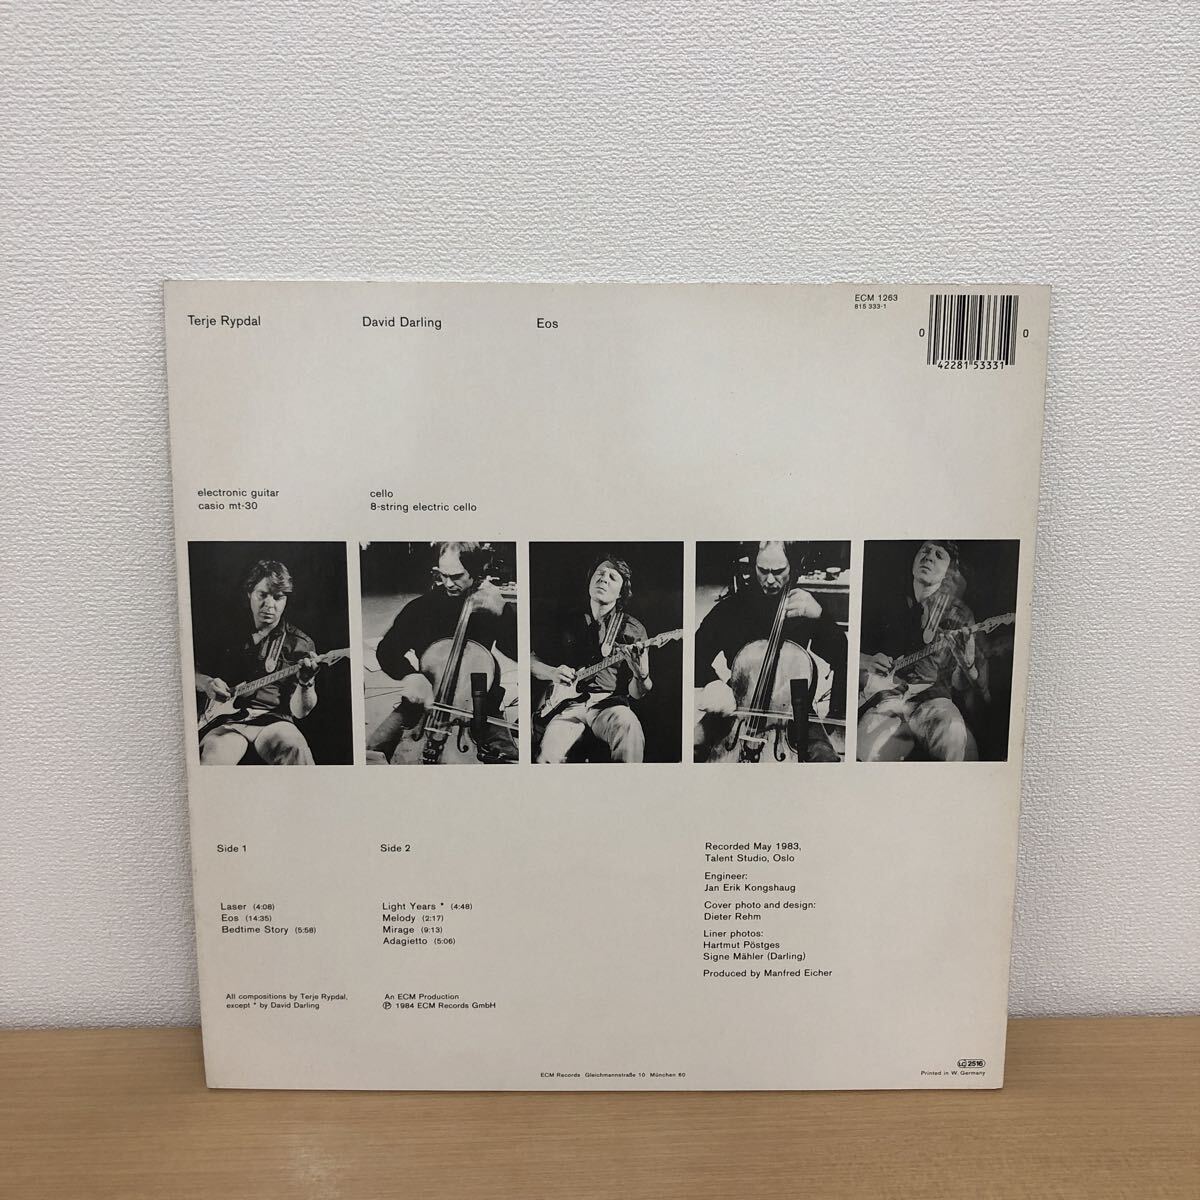 Terje Rypdal
David Darling
Eos
ECM 1263
815 333-1
0 42281 53331 0
electronic guitar
casio mt-30
cello
8-string electric cello
Side 1
Laser (4:08)
Eos (14:35)
Bedtime Story (5:58)
All compositions by Terje Rypdal,
except * by David Darling
Side 2
Light Years * (4:48)
Melody (2:17)
Mirage (9:13)
Adagietto (5:06)
An ECM Production
℗ 1984 ECM Records GmbH
Recorded May 1983,
Talent Studio, Oslo
Engineer:
Jan Erik Kongshaug
Cover photo and design:
Dieter Rehm
Liner photos:
Hartmut Pöstges
Signe Mähler (Darling)
Produced by Manfred Eicher
ECM Records Gleichmannstraße 10 München 60
LC 2516
Printed in W. Germany